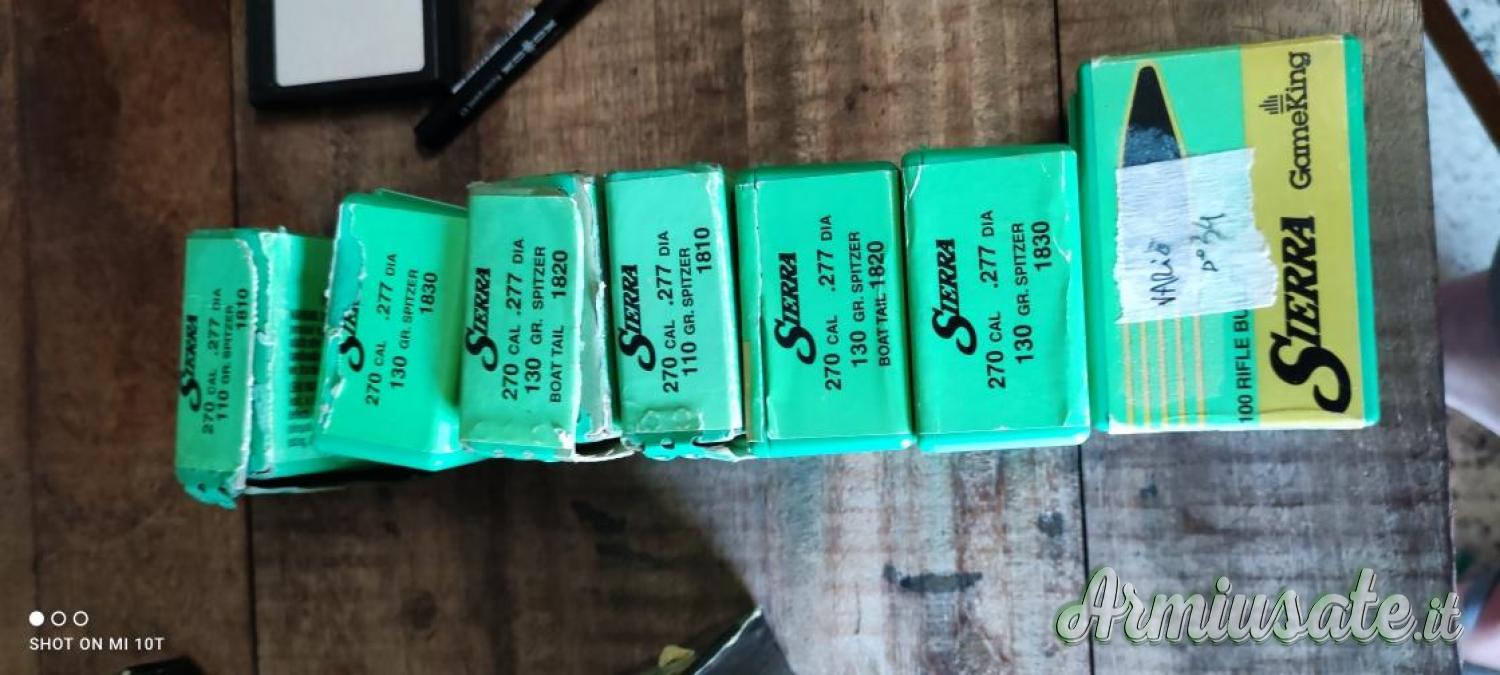 SIERRA
270 CAL .277 DIA
110 GR. SPITZER
1810
SIERRA
270 CAL .277 DIA
130 GR. SPITZER
1830
SIERRA
270 CAL .277 DIA
130 GR. SPITZER
BOAT TAIL 1820
SIERRA
270 CAL .277 DIA
110 GR. SPITZER
1810
SIERRA
270 CAL .277 DIA
130 GR. SPITZER
BOAT TAIL 1820
SIERRA
270 CAL .277 DIA
130 GR. SPITZER
1830
100 RIFLE BU
SIERRA
GameKing
SHOT ON MI 10T
Armiusate.it